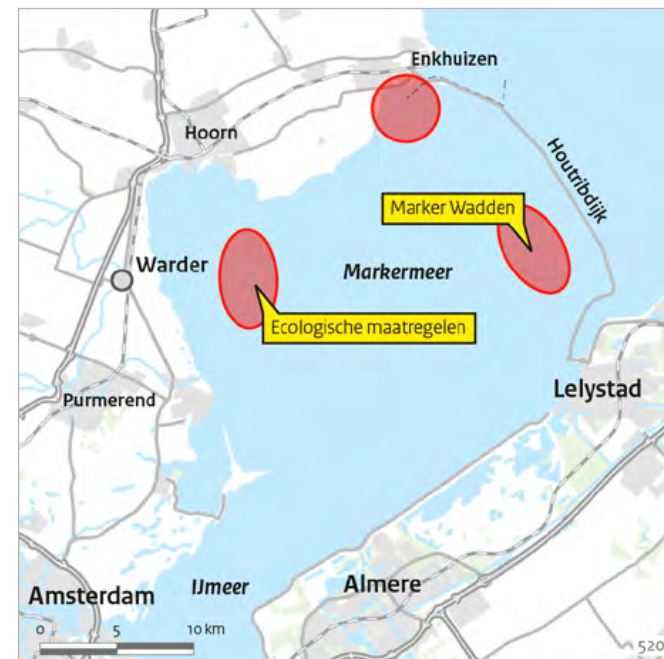 Enkhuizen
Hoorn
Houtribdijk
Marker Wadden
Warder
Markermeer
Ecologische maatregelen
Lelystad
Purmerend
IJmeer
Almere
Amsterdam
0 5 10 km
520